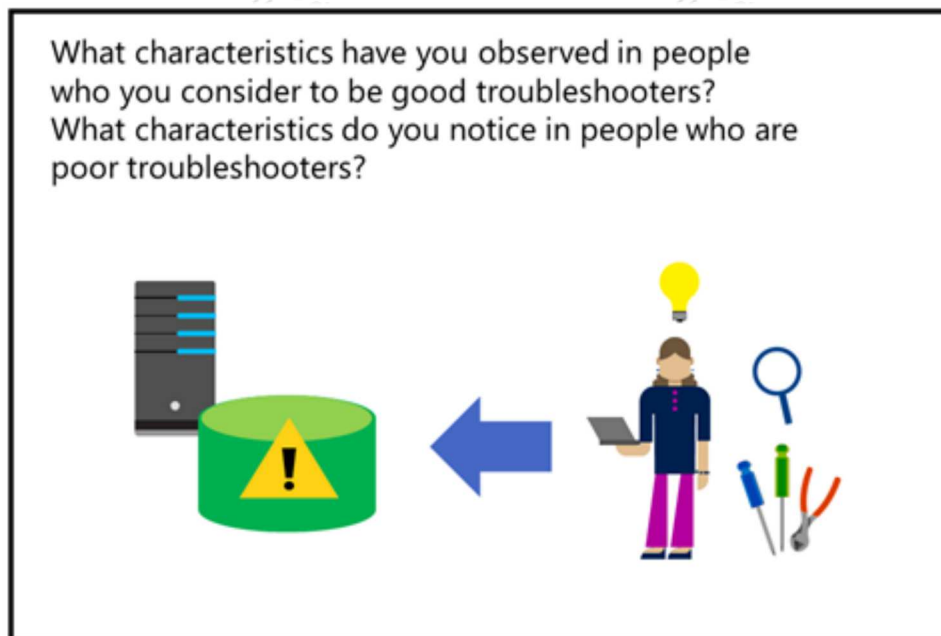 What characteristics have you observed in people
who you consider to be good troubleshooters?
What characteristics do you notice in people who are
poor troubleshooters?
!